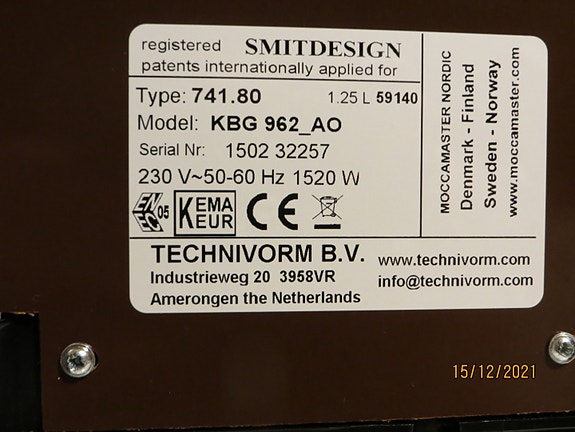 registered SMITDESIGN
patents internationally applied for
Type: 741.80 1.25 L 59140
Model: KBG 962_AO
Serial Nr: 1502 32257
230 V~50-60 Hz 1520 W
ENEC 05 KEMA KEUR CE
MOCCAMASTER NORDIC
Denmark - Finland
Sweden - Norway
www.moccamaster.com
TECHNIVORM B.V. www.technivorm.com
Industrieweg 20 3958VR info@technivorm.com
Amerongen the Netherlands
15/12/2021